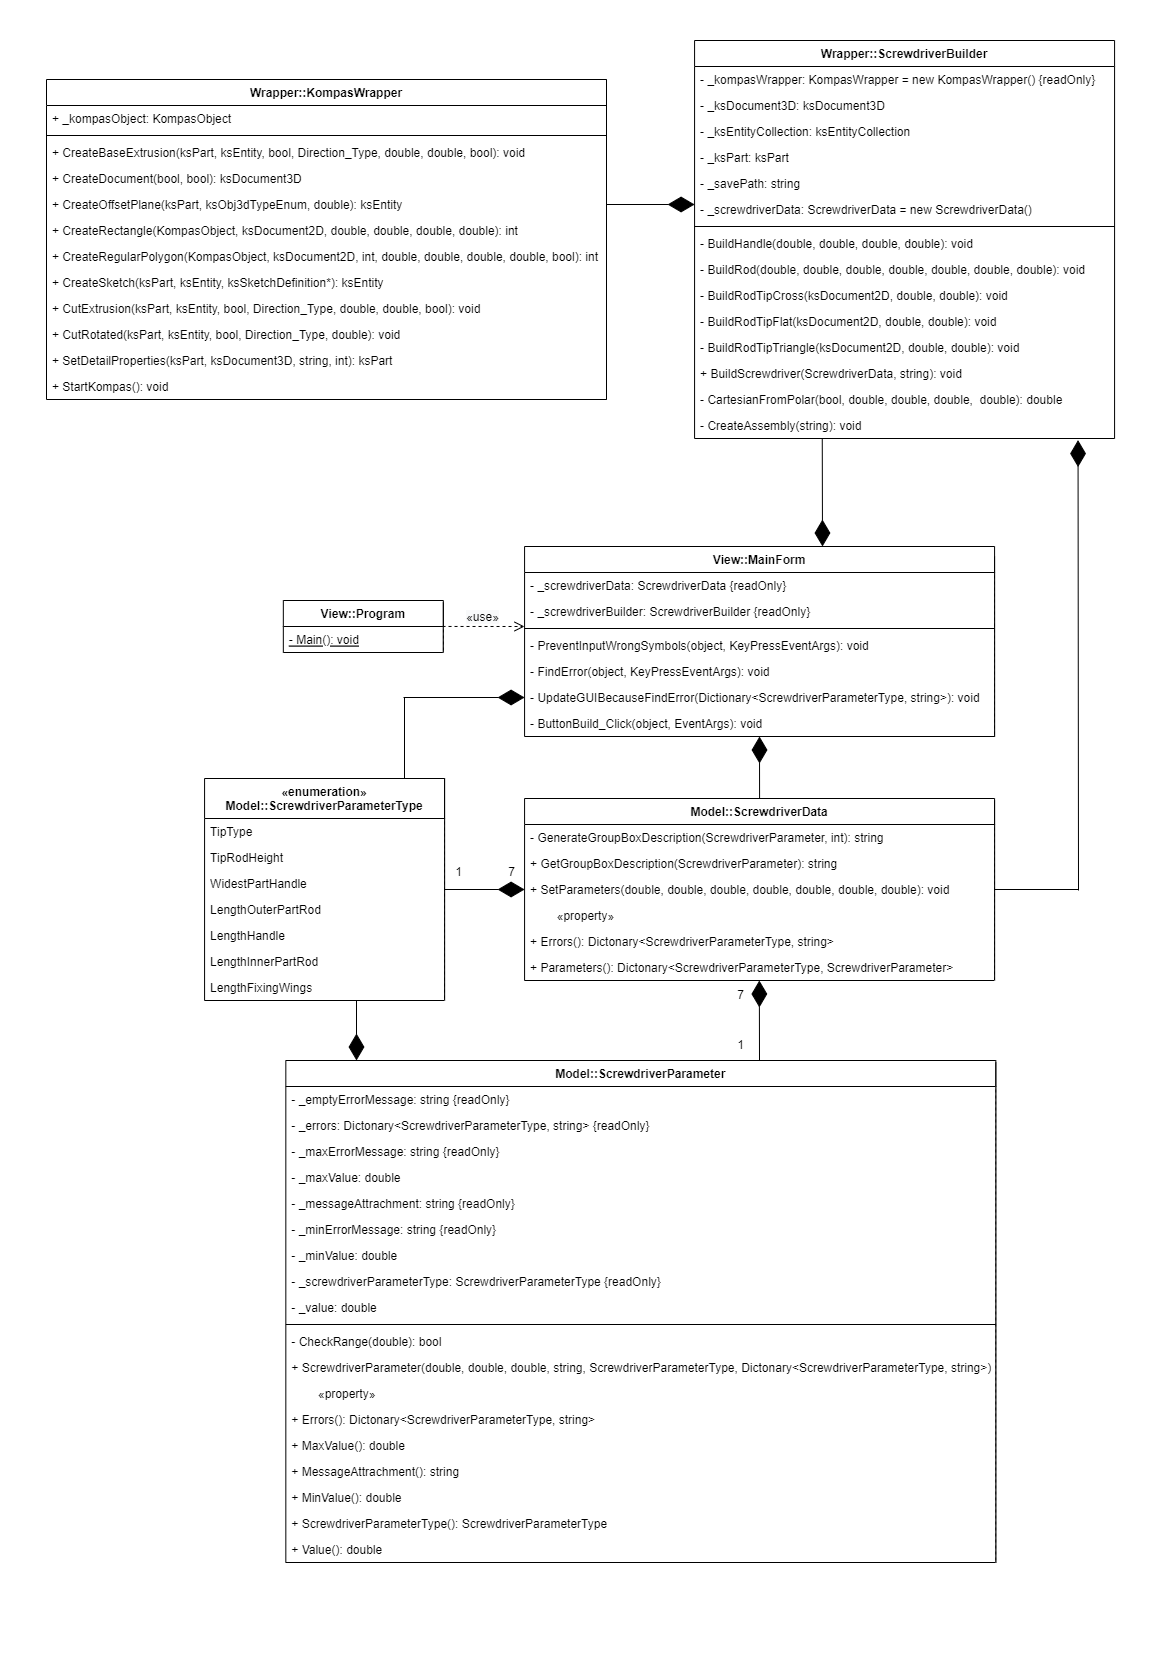 Wrapper::KompasWrapper
+ _kompasObject: KompasObject
+ CreateBaseExtrusion(ksPart, ksEntity, bool, Direction_Type, double, double, bool): void
+ CreateDocument(bool, bool): ksDocument3D
+ CreateOffsetPlane(ksPart, ksObj3dTypeEnum, double): ksEntity
+ CreateRectangle(KompasObject, ksDocument2D, double, double, double, double): int
+ CreateRegularPolygon(KompasObject, ksDocument2D, int, double, double, double, double, bool): int
+ CreateSketch(ksPart, ksEntity, ksSketchDefinition*): ksEntity
+ CutExtrusion(ksPart, ksEntity, bool, Direction_Type, double, double, bool): void
+ CutRotated(ksPart, ksEntity, bool, Direction_Type, double): void
+ SetDetailProperties(ksPart, ksDocument3D, string, int): ksPart
+ StartKompas(): void
Wrapper::ScrewdriverBuilder
- _kompasWrapper: KompasWrapper = new KompasWrapper() {readOnly}
- _ksDocument3D: ksDocument3D
- _ksEntityCollection: ksEntityCollection
- _ksPart: ksPart
- _savePath: string
- _screwdriverData: ScrewdriverData = new ScrewdriverData()
- BuildHandle(double, double, double, double): void
- BuildRod(double, double, double, double, double, double, double): void
- BuildRodTipCross(ksDocument2D, double, double): void
- BuildRodTipFlat(ksDocument2D, double, double): void
- BuildRodTipTriangle(ksDocument2D, double, double): void
+ BuildScrewdriver(ScrewdriverData, string): void
- CartesianFromPolar(bool, double, double, double, double): double
- CreateAssembly(string): void
View::Program
- Main(): void
«use»
View::MainForm
- _screwdriverData: ScrewdriverData {readOnly}
- _screwdriverBuilder: ScrewdriverBuilder {readOnly}
- PreventInputWrongSymbols(object, KeyPressEventArgs): void
- FindError(object, KeyPressEventArgs): void
- UpdateGUIBecauseFindError(Dictionary<ScrewdriverParameterType, string>): void
- ButtonBuild_Click(object, EventArgs): void
«enumeration»
Model::ScrewdriverParameterType
TipType
TipRodHeight
WidestPartHandle
LengthOuterPartRod
LengthHandle
LengthInnerPartRod
LengthFixingWings
1
7
Model::ScrewdriverData
- GenerateGroupBoxDescription(ScrewdriverParameter, int): string
+ GetGroupBoxDescription(ScrewdriverParameter): string
+ SetParameters(double, double, double, double, double, double, double): void
«property»
+ Errors(): Dictonary<ScrewdriverParameterType, string>
+ Parameters(): Dictonary<ScrewdriverParameterType, ScrewdriverParameter>
7
1
Model::ScrewdriverParameter
- _emptyErrorMessage: string {readOnly}
- _errors: Dictonary<ScrewdriverParameterType, string> {readOnly}
- _maxErrorMessage: string {readOnly}
- _maxValue: double
- _messageAttrachment: string {readOnly}
- _minErrorMessage: string {readOnly}
- _minValue: double
- _screwdriverParameterType: ScrewdriverParameterType {readOnly}
- _value: double
- CheckRange(double): bool
+ ScrewdriverParameter(double, double, double, string, ScrewdriverParameterType, Dictonary<ScrewdriverParameterType, string>)
«property»
+ Errors(): Dictonary<ScrewdriverParameterType, string>
+ MaxValue(): double
+ MessageAttachment(): string
+ MinValue(): double
+ ScrewdriverParameterType(): ScrewdriverParameterType
+ Value(): double